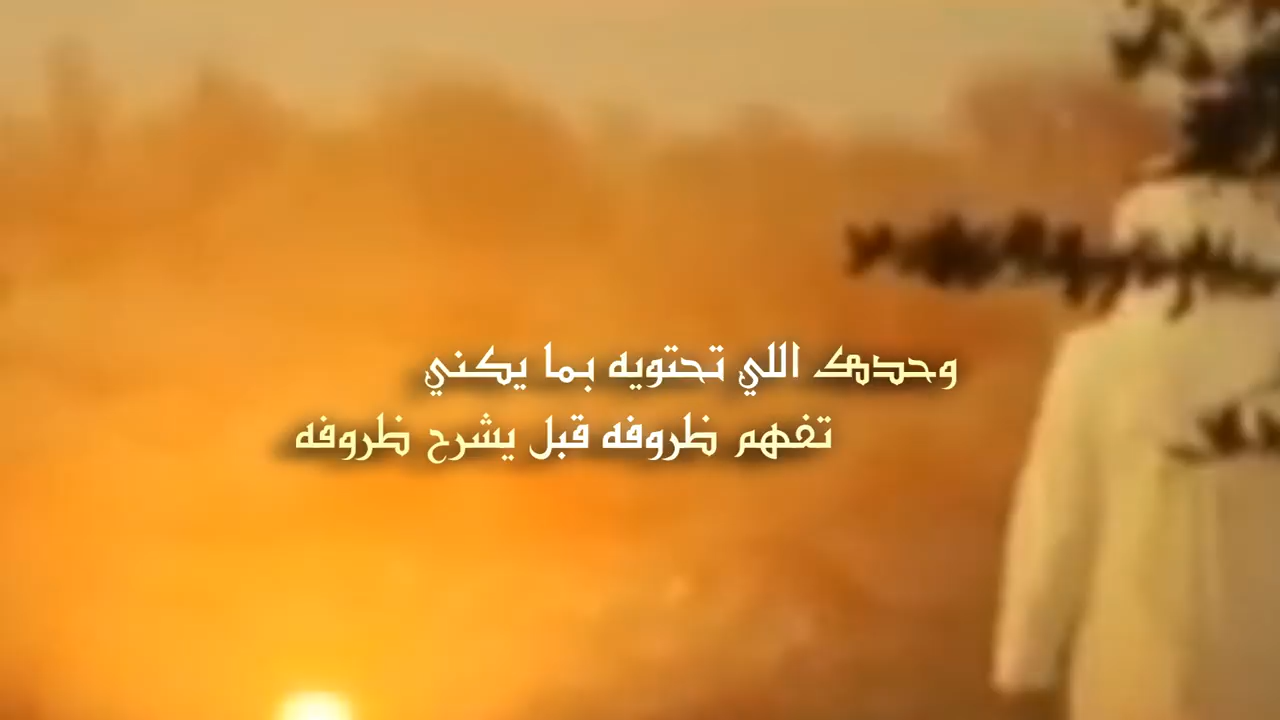 وحدك اللي تحتويه بما يكني
تفهم ظروفه قبل يشرح ظروفه